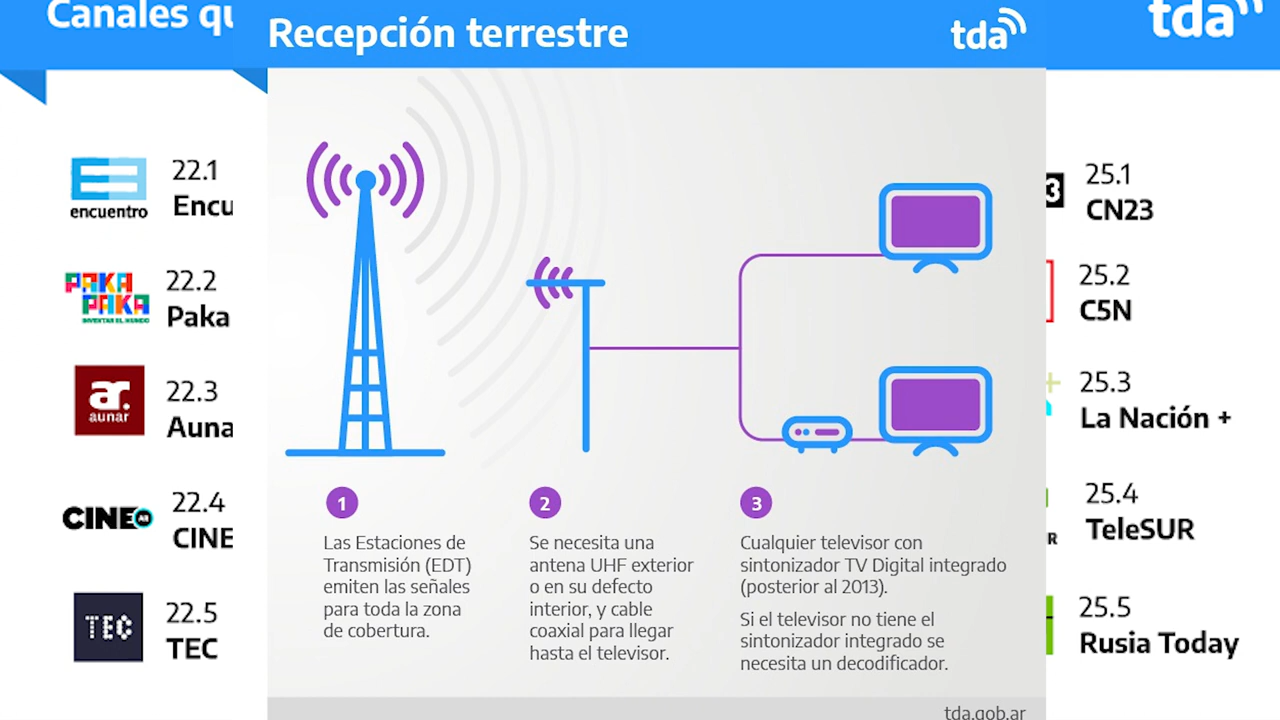 Canales qu
Recepción terrestre
tda
tda
encuentro
22.1
Encu
PAKA
PAKA
INVENTAR EL MUNDO
22.2
Paka
ar.
aunar
22.3
Auna
CINE AR
22.4
CINE
TEC
22.5
TEC
1
Las Estaciones de
Transmisión (EDT)
emiten las señales
para toda la zona
de cobertura.
2
Se necesita una
antena UHF exterior
o en su defecto
interior, y cable
coaxial para llegar
hasta el televisor.
3
Cualquier televisor con
sintonizador TV Digital integrado
(posterior al 2013).
Si el televisor no tiene el
sintonizador integrado se
necesita un decodificador.
tda.gob.ar
3
25.1
CN23
25.2
C5N
+
25.3
La Nación +
R
25.4
TeleSUR
25.5
Rusia Today